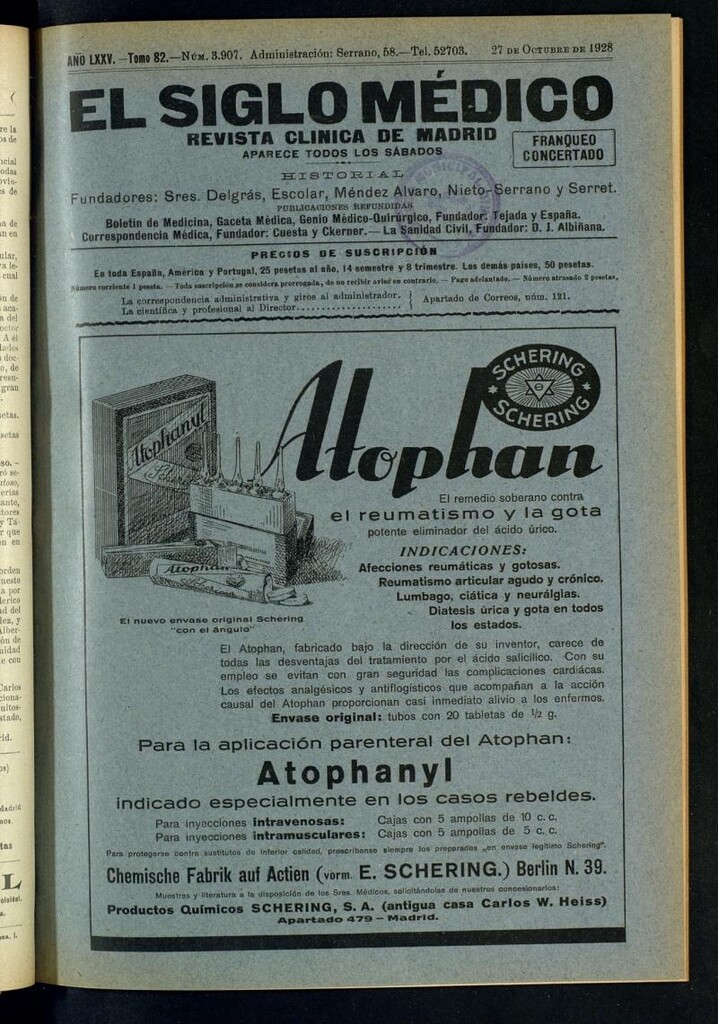 AÑO LXXV. — Tomo 82. — NÚM. 3.907. Administración: Serrano, 58. — Tel. 52703. 27 DE OCTUBRE DE 1928
EL SIGLO MÉDICO
REVISTA CLINICA DE MADRID
APARECE TODOS LOS SÁBADOS
FRANQUEO
CONCERTADO
HISTORIAL
Fundadores: Sres. Delgrás, Escolar, Méndez Alvaro, Nieto-Serrano y Serret.
PUBLICACIONES REFUNDIDAS
Boletín de Medicina, Gaceta Médica, Genio Médico-Quirúrgico, Fundador: Tejada y España.
Correspondencia Médica, Fundador: Cuesta y Ckerner. — La Sanidad Civil, Fundador: D. J. Albiñana.
PRECIOS DE SUSCRIPCIÓN
En toda España, América y Portugal, 25 pesetas al año, 14 semestre y 8 trimestre. Los demás países, 50 pesetas.
Número corriente 1 peseta. — Toda suscripción se considera prorrogada, de no recibir aviso en contrario. — Pago adelantado. — Número atrasado 2 pesetas.
La correspondencia administrativa y giros al administrador.
La científica y profesional al Director.....................
Apartado de Correos, núm. 121.
SCHERING
SCHERING
Atophan
Atophanyl
Schering
Atophan
El remedio soberano contra
el reumatismo y la gota
potente eliminador del ácido úrico.
INDICACIONES:
Afecciones reumáticas y gotosas.
Reumatismo articular agudo y crónico.
Lumbago, ciática y neurálgias.
Diatesis úrica y gota en todos
los estados.
El nuevo envase original Schering
"con el ángulo"
El Atophan, fabricado bajo la dirección de su inventor, carece de
todas las desventajas del tratamiento por el ácido salicílico. Con su
empleo se evitan con gran seguridad las complicaciones cardíacas.
Los efectos analgésicos y antiflogísticos que acompañan a la acción
causal del Atophan proporcionan casi inmediato alivio a los enfermos.
Envase original: tubos con 20 tabletas de ½ g.
Para la aplicación parenteral del Atophan:
Atophanyl
indicado especialmente en los casos rebeldes.
Para inyecciones intravenosas: Cajas con 5 ampollas de 10 c. c.
Para inyecciones intramusculares: Cajas con 5 ampollas de 5 c. c.
Para protegerse contra sustitutos de inferior calidad, prescríbanse siempre los preparados „en envase legítimo Schering".
Chemische Fabrik auf Actien (vorm. E. SCHERING.) Berlin N. 39.
Muestras y literatura a la disposición de los Sres. Médicos, solicitándolas de nuestros concesionarios:
Productos Químicos SCHERING, S. A. (antigua casa Carlos W. Heiss)
Apartado 479 – Madrid.